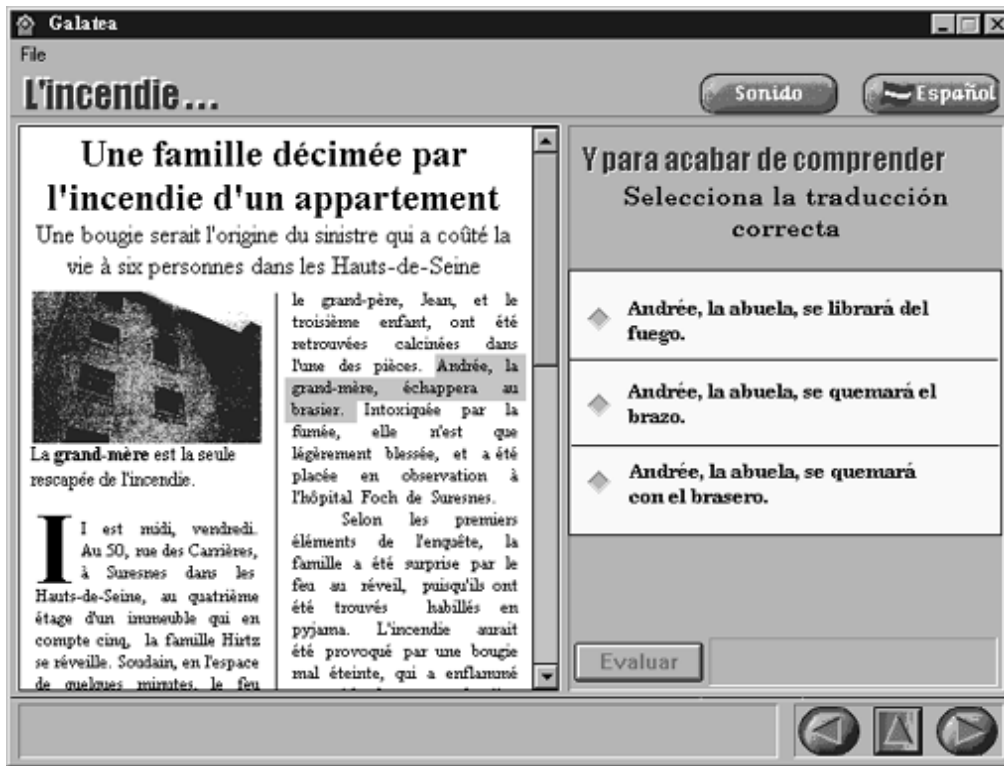 Galatea
File
L'incendie...
Sonido
Español
Une famille décimée par
l'incendie d'un appartement
Une bougie serait l'origine du sinistre qui a coûté la
vie à six personnes dans les Hauts-de-Seine
La grand-mère est la seule
rescapée de l'incendie.
Il est midi, vendredi.
Au 50, rue des Carrières,
à Suresnes dans les
Hauts-de-Seine, au quatrième
étage d'un immeuble qui en
compte cinq, la famille Hirtz
se réveille. Soudain, en l'espace
de quelques minutes, le feu
le grand-père, Jean, et le
troisième enfant, ont été
retrouvées calcinées dans
l'une des pièces. Andrée, la
grand-mère, échappera au
brasier. Intoxiquée par la
fumée, elle n'est que
légèrement blessée, et a été
placée en observation à
l'hôpital Foch de Suresnes.
Selon les premiers
éléments de l'enquête, la
famille a été surprise par le
feu au réveil, puisqu'ils ont
été trouvés habillés en
pyjama. L'incendie aurait
été provoqué par une bougie
mal éteinte, qui a enflammé
Y para acabar de comprender
Selecciona la traducción
correcta
Andrée, la abuela, se librará del
fuego.
Andrée, la abuela, se quemará el
brazo.
Andrée, la abuela, se quemará
con el brasero.
Evaluar